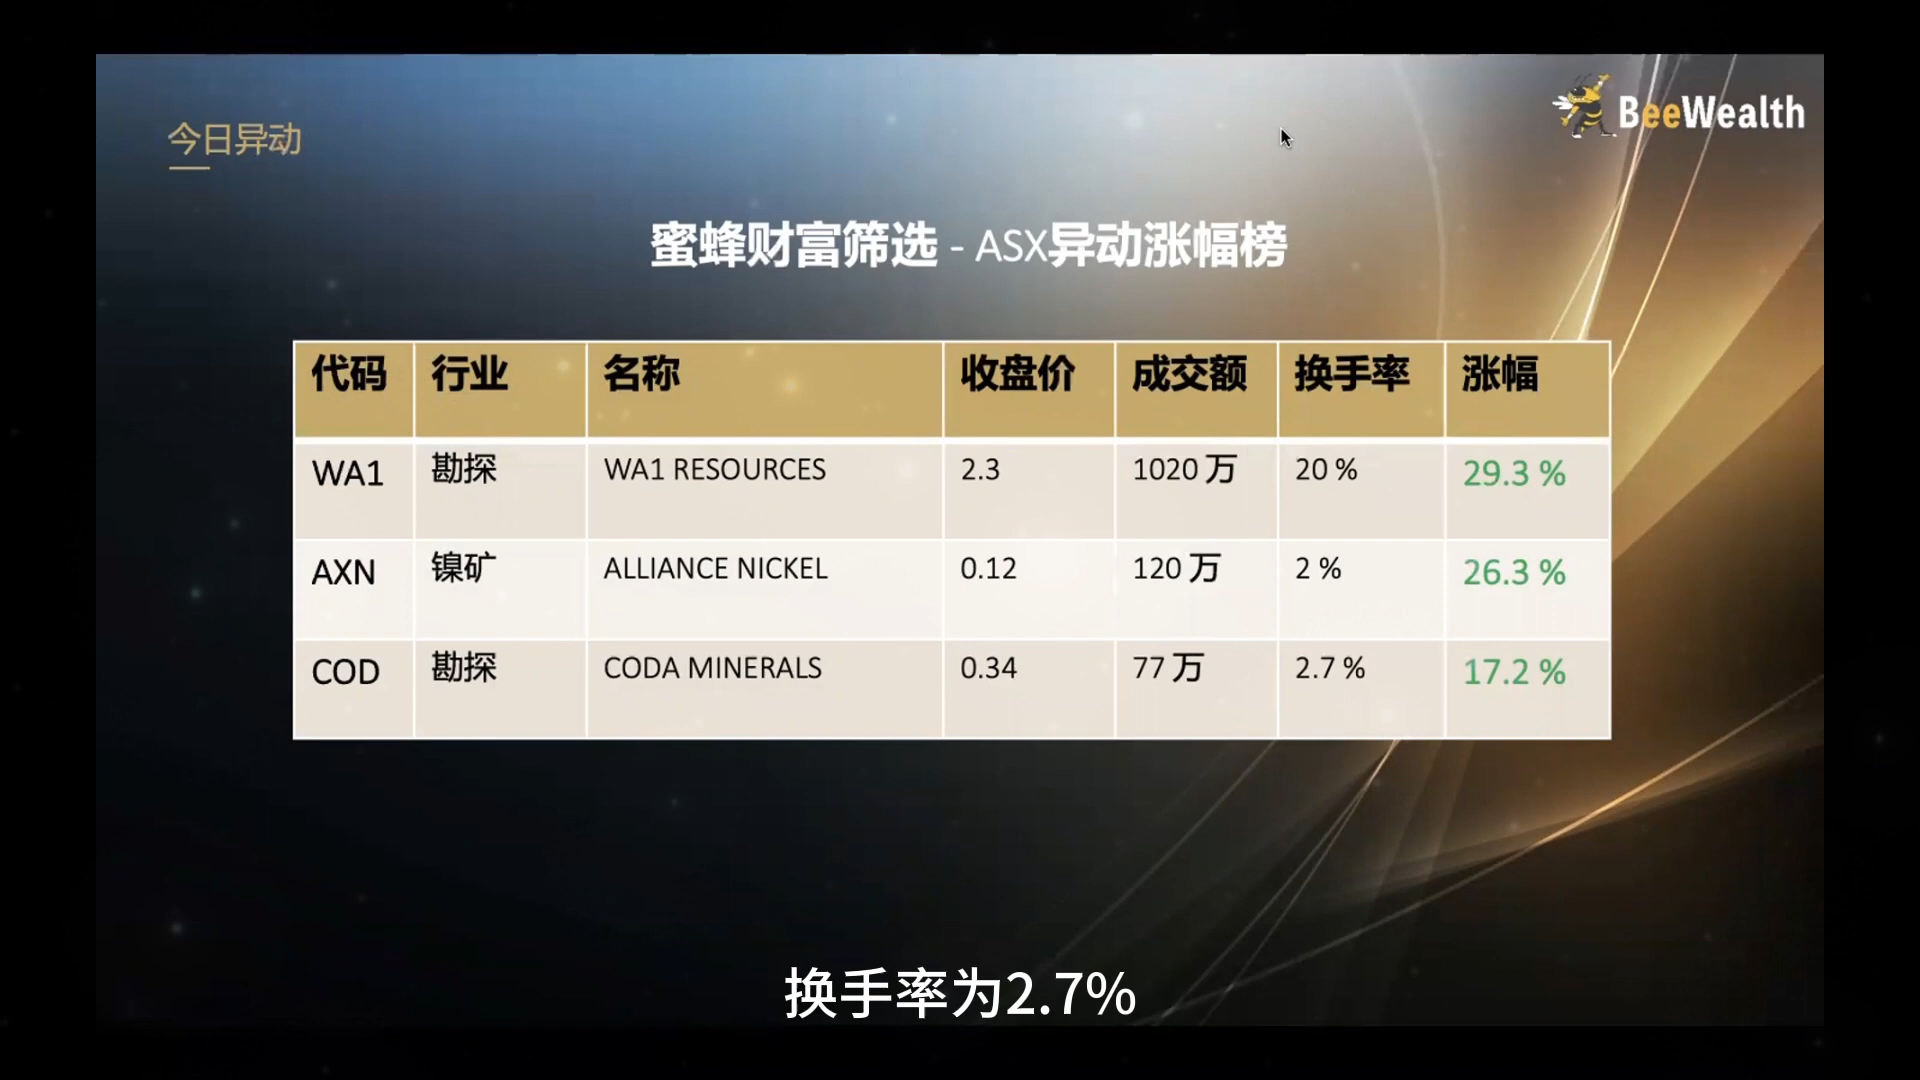 今日异动
BeeWealth
蜜蜂财富筛选 - ASX异动涨幅榜
代码 行业 名称 收盘价 成交额 换手率 涨幅
WA1 勘探 WA1 RESOURCES 2.3 1020 万 20 % 29.3 %
AXN 镍矿 ALLIANCE NICKEL 0.12 120 万 2 % 26.3 %
COD 勘探 CODA MINERALS 0.34 77 万 2.7 % 17.2 %
换手率为2.7%